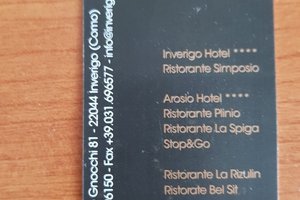 Inverigo Hotel ****
Ristorante Simposio
Arosio Hotel ****
Ristorante Plinio
Ristorante La Spiga
Stop&Go
Ristorante La Rizulin
Ristorate Bel Sit
Gnocchi 81 - 22044 Inverigo (Como)
6150 - Fax +39.031.696577 - info@inverig